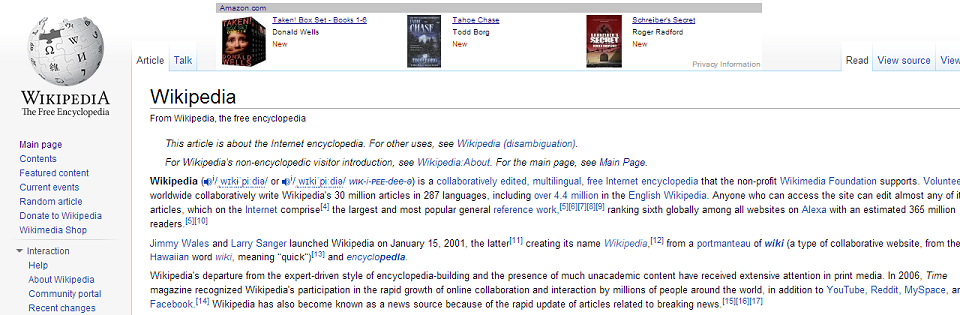 Amazon.com
Taken! Box Set - Books 1-6
Donald Wells
New
Tahoe Chase
Todd Borg
New
Schreiber's Secret
Roger Radford
New
Privacy Information
WIKIPEDIA
The Free Encyclopedia
Main page
Contents
Featured content
Current events
Random article
Donate to Wikipedia
Wikimedia Shop
Interaction
Help
About Wikipedia
Community portal
Recent changes
Article Talk
Read View source View
Wikipedia
From Wikipedia, the free encyclopedia
This article is about the Internet encyclopedia. For other uses, see Wikipedia (disambiguation).
For Wikipedia's non-encyclopedic visitor introduction, see Wikipedia:About. For the main page, see Main Page.
Wikipedia (/ˌwɪkɨˈpiːdiə/ or /ˌwɪkiˈpiːdiə/ WIK-i-PEE-dee-ə) is a collaboratively edited, multilingual, free Internet encyclopedia that the non-profit Wikimedia Foundation supports. Voluntee
worldwide collaboratively write Wikipedia's 30 million articles in 287 languages, including over 4.4 million in the English Wikipedia. Anyone who can access the site can edit almost any of it
articles, which on the Internet comprise[4] the largest and most popular general reference work,[5][6][7][8][9] ranking sixth globally among all websites on Alexa with an estimated 365 million
readers.[5][10]
Jimmy Wales and Larry Sanger launched Wikipedia on January 15, 2001, the latter[11] creating its name Wikipedia,[12] from a portmanteau of wiki (a type of collaborative website, from the
Hawaiian word wiki, meaning "quick")[13] and encyclopedia.
Wikipedia's departure from the expert-driven style of encyclopedia-building and the presence of much unacademic content have received extensive attention in print media. In 2006, Time
magazine recognized Wikipedia's participation in the rapid growth of online collaboration and interaction by millions of people around the world, in addition to YouTube, Reddit, MySpace, an
Facebook.[14] Wikipedia has also become known as a news source because of the rapid update of articles related to breaking news.[15][16][17]